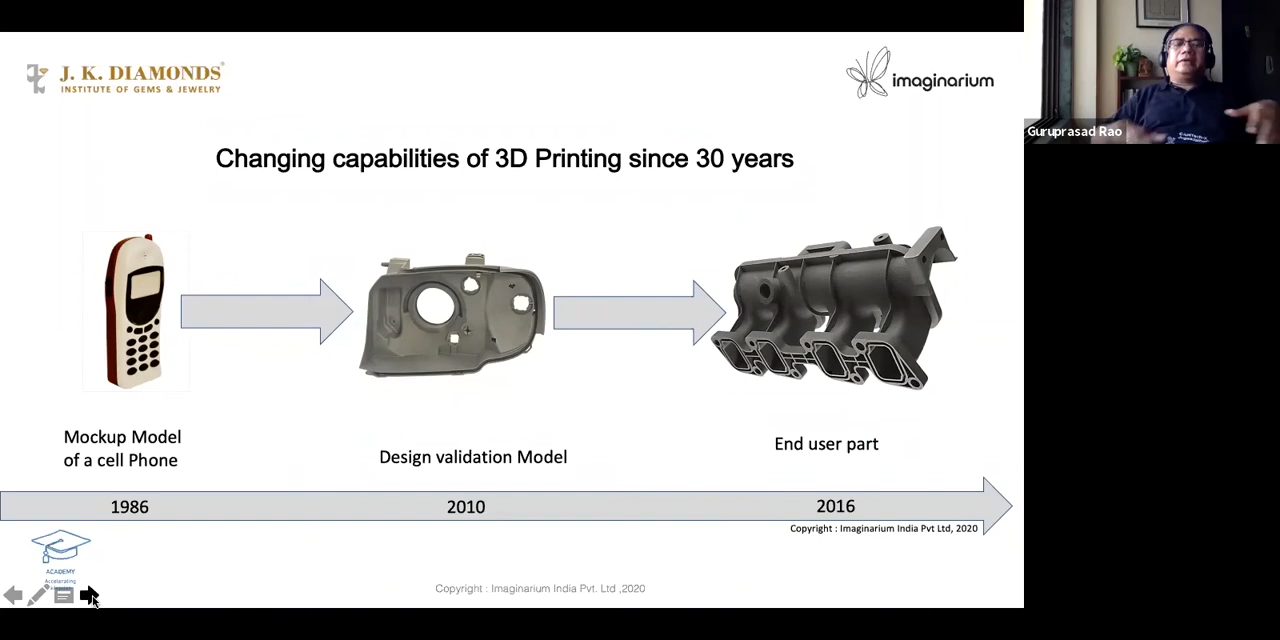 J. K. DIAMONDS
INSTITUTE OF GEMS & JEWELRY
imaginarium
Guruprasad Rao
Changing capabilities of 3D Printing since 30 years
Mockup Model
of a cell Phone
Design validation Model
End user part
1986
2010
2016
Copyright : Imaginarium India Pvt Ltd, 2020
ACADEMY
Accelerating
Copyright : Imaginarium India Pvt. Ltd ,2020